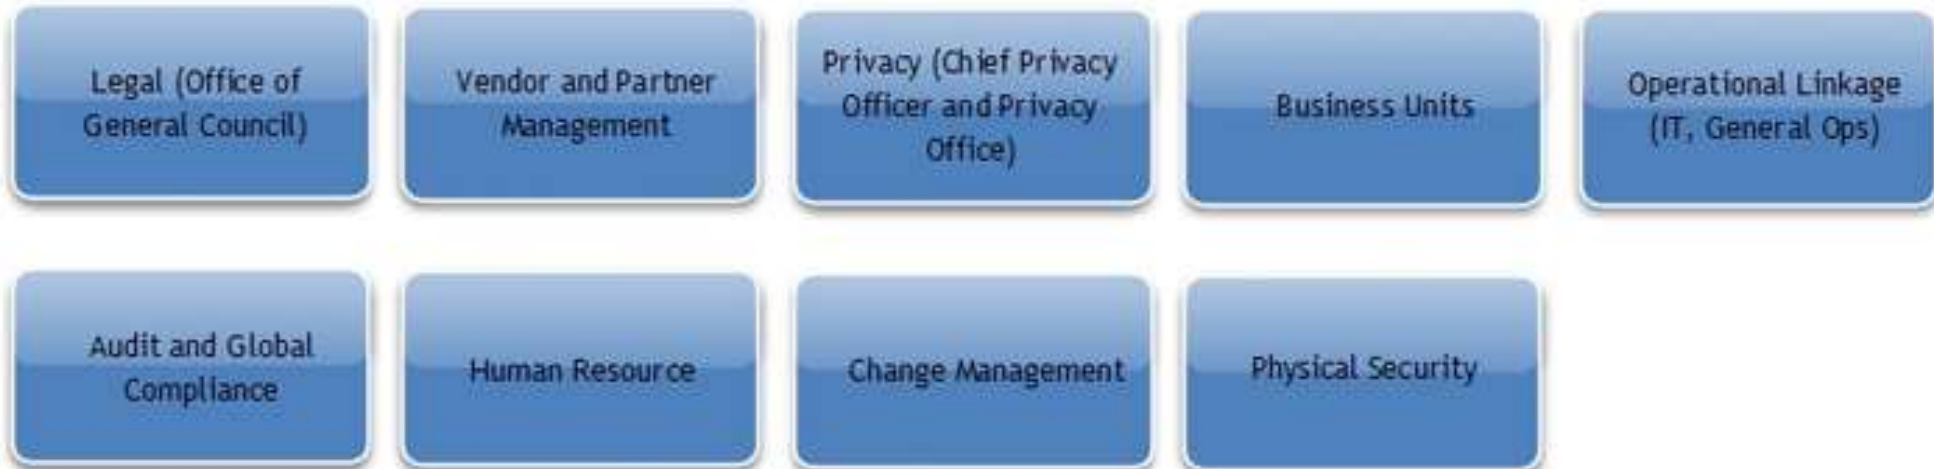 Legal (Office of
General Council)
Vendor and Partner
Management
Privacy (Chief Privacy
Officer and Privacy
Office)
Business Units
Operational Linkage
(IT, General Ops)
Audit and Global
Compliance
Human Resource
Change Management
Physical Security